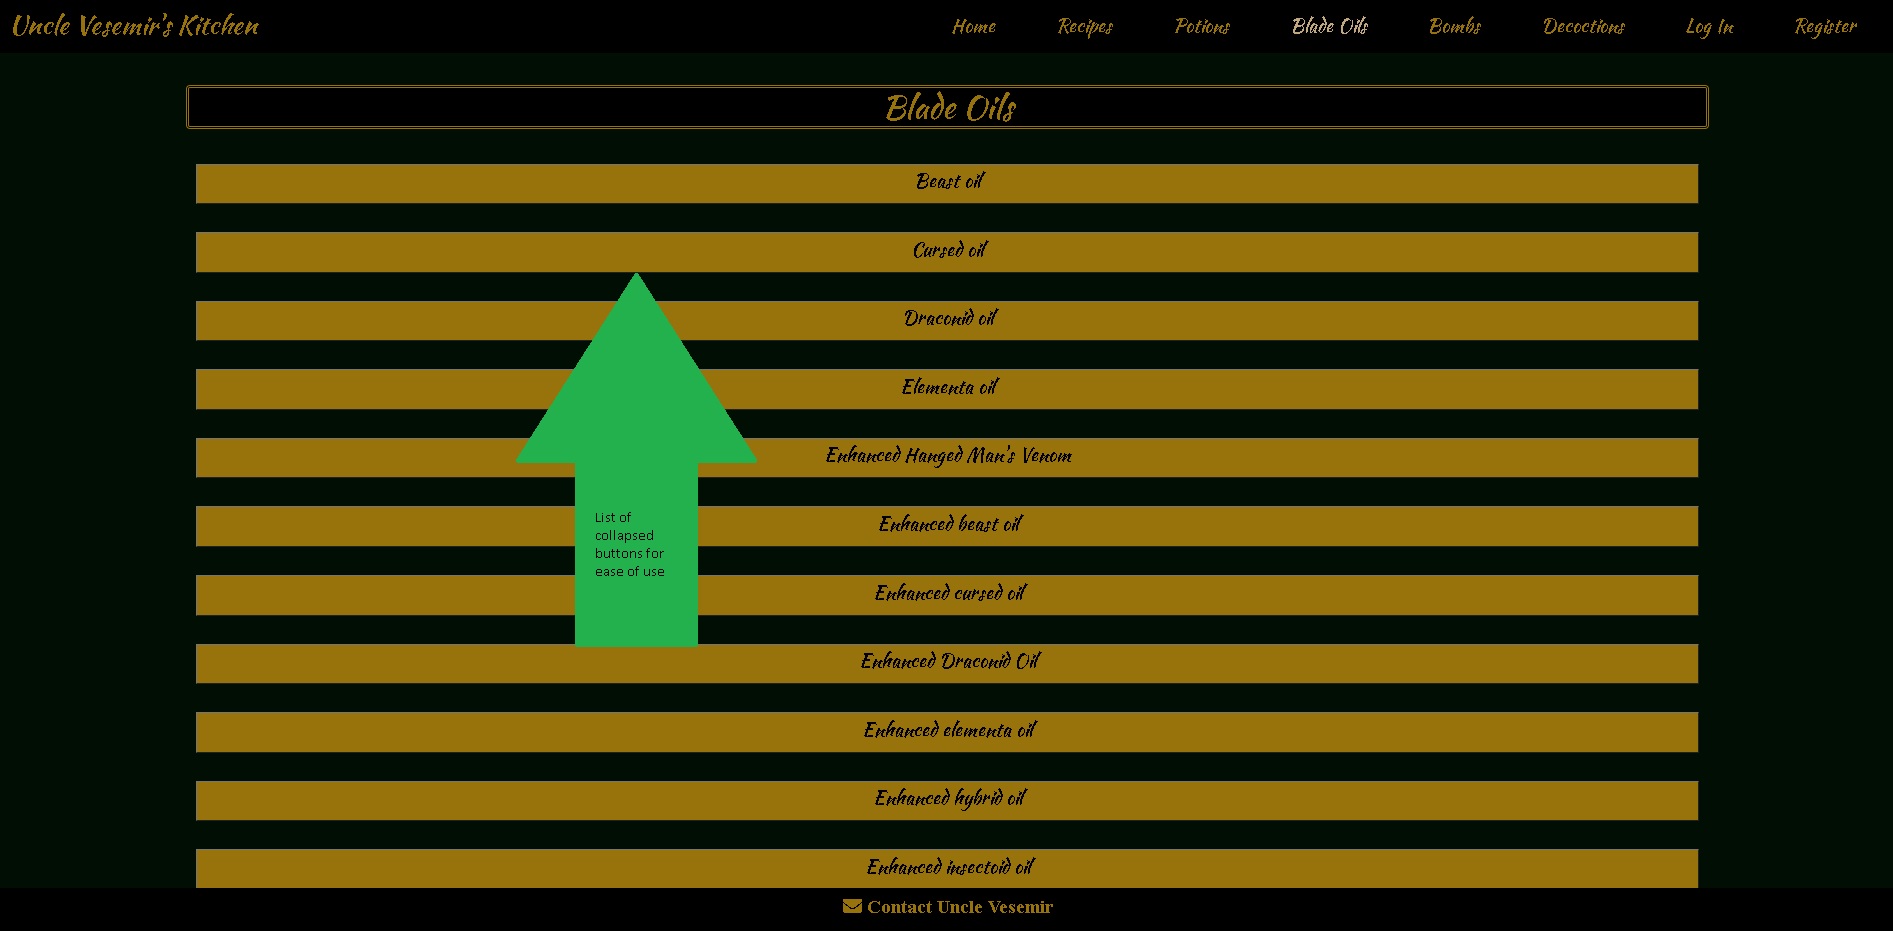 Uncle Vesemir's Kitchen
Home Recipes Potions Blade Oils Bombs Decoctions Log In Register
Blade Oils
Beast oil
Cursed oil
Draconid oil
Elementa oil
Enhanced Hanged Man's Venom
List of
collapsed
buttons for
ease of use
Enhanced beast oil
Enhanced cursed oil
Enhanced Draconid Oil
Enhanced elementa oil
Enhanced hybrid oil
Enhanced insectoid oil
Contact Uncle Vesemir